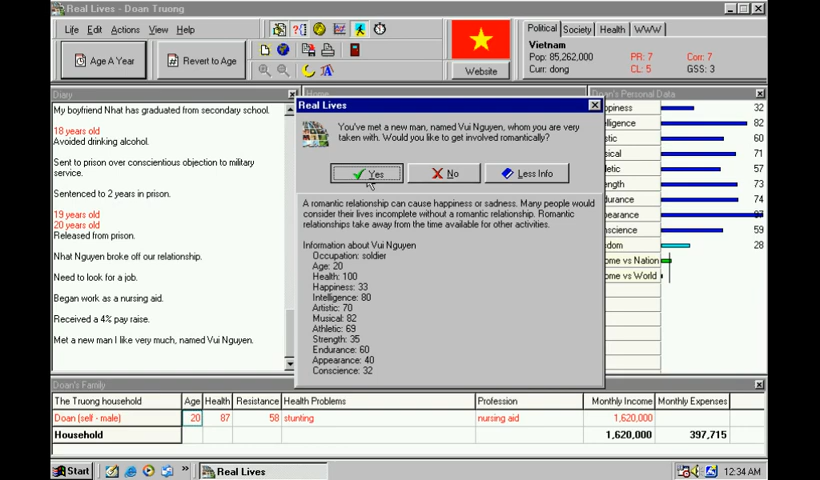 Real Lives - Doan Truong
Life Edit Actions View Help
Age A Year
Revert to Age
Website
Political Society Health WWW
Vietnam
Pop: 85,262,000 PR: 7 Corr: 7
Curr: dong CL: 5 GSS: 3
Diary
Home
Doan's Personal Data
My boyfriend Nhat has graduated from secondary school.
18 years old
Avoided drinking alcohol.
Sent to prison over conscientious objection to military
service.
Sentenced to 2 years in prison.
19 years old
20 years old
Released from prison.
Nhat Nguyen broke off our relationship.
Need to look for a job.
Began work as a nursing aid.
Received a 4% pay raise.
Met a new man I like very much, named Vui Nguyen.
Real Lives
You've met a new man, named Vui Nguyen, whom you are very
taken with. Would you like to get involved romantically?
Yes No Less Info
A romantic relationship can cause happiness or sadness. Many people would
consider their lives incomplete without a romantic relationship. Romantic
relationships take away from the time available for other activities.
Information about Vui Nguyen
Occupation: soldier
Age: 20
Health: 100
Happiness: 33
Intelligence: 80
Artistic: 70
Musical: 82
Athletic: 69
Strength: 35
Endurance: 60
Appearance: 40
Conscience: 32
ppiness 32
elligence 82
istic 60
sical 71
letic 57
ength 73
durance 74
pearance
nscience 59
sdom 28
ome vs Nation
ome vs World
Doan's Family
The Truong household Age Health Resistance Health Problems Profession Monthly Income Monthly Expenses
Doan (self - male) 20 87 58 stunting nursing aid 1,620,000
Household 1,620,000 397,715
Start Real Lives 12:34 AM